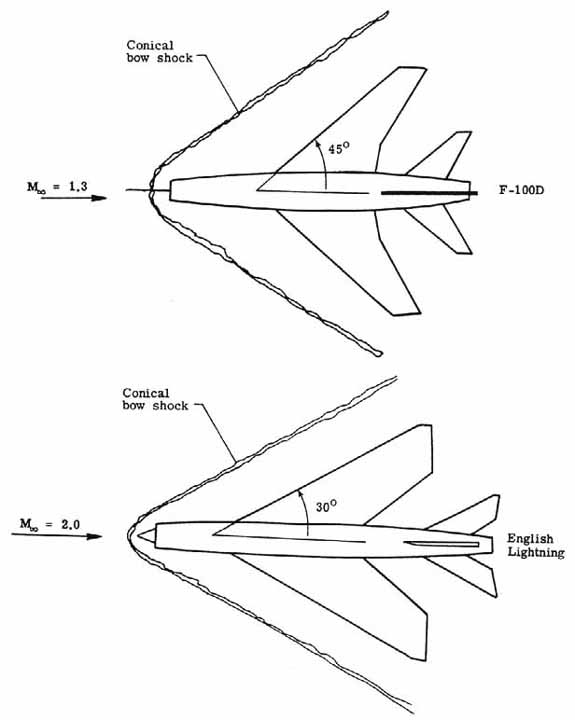 Conical
bow shock
45°
M∞ = 1.3
F-100D
Conical
bow shock
30°
M∞ = 2.0
English
Lightning